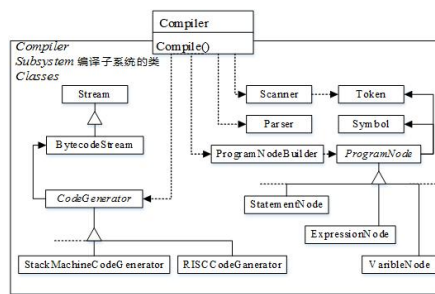 Compiler
Compile()
Compiler
Subsystem 编译子系统的类
Classes
Stream
Scanner
Token
BytecodeStream
Parser
Symbol
ProgramNodeBuilder
ProgramNode
CodeGenerator
StatementNode
ExpressionNode
StackMachineCodeGenerator
RISCCodeGanerator
VaribleNode